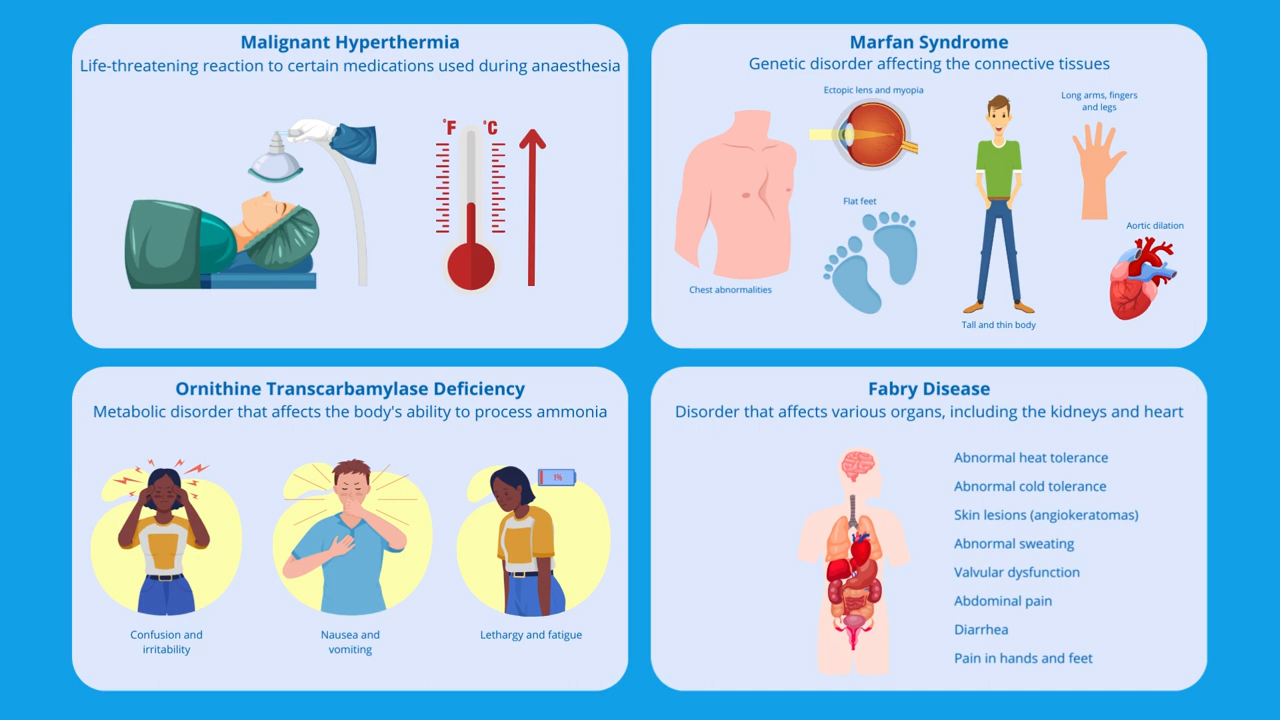 Malignant Hyperthermia
Life-threatening reaction to certain medications used during anaesthesia
°F °C
Marfan Syndrome
Genetic disorder affecting the connective tissues
Ectopic lens and myopia
Long arms, fingers
and legs
Flat feet
Aortic dilation
Chest abnormalities
Tall and thin body
Ornithine Transcarbamylase Deficiency
Metabolic disorder that affects the body's ability to process ammonia
1%
Confusion and
irritability
Nausea and
vomiting
Lethargy and fatigue
Fabry Disease
Disorder that affects various organs, including the kidneys and heart
Abnormal heat tolerance
Abnormal cold tolerance
Skin lesions (angiokeratomas)
Abnormal sweating
Valvular dysfunction
Abdominal pain
Diarrhea
Pain in hands and feet